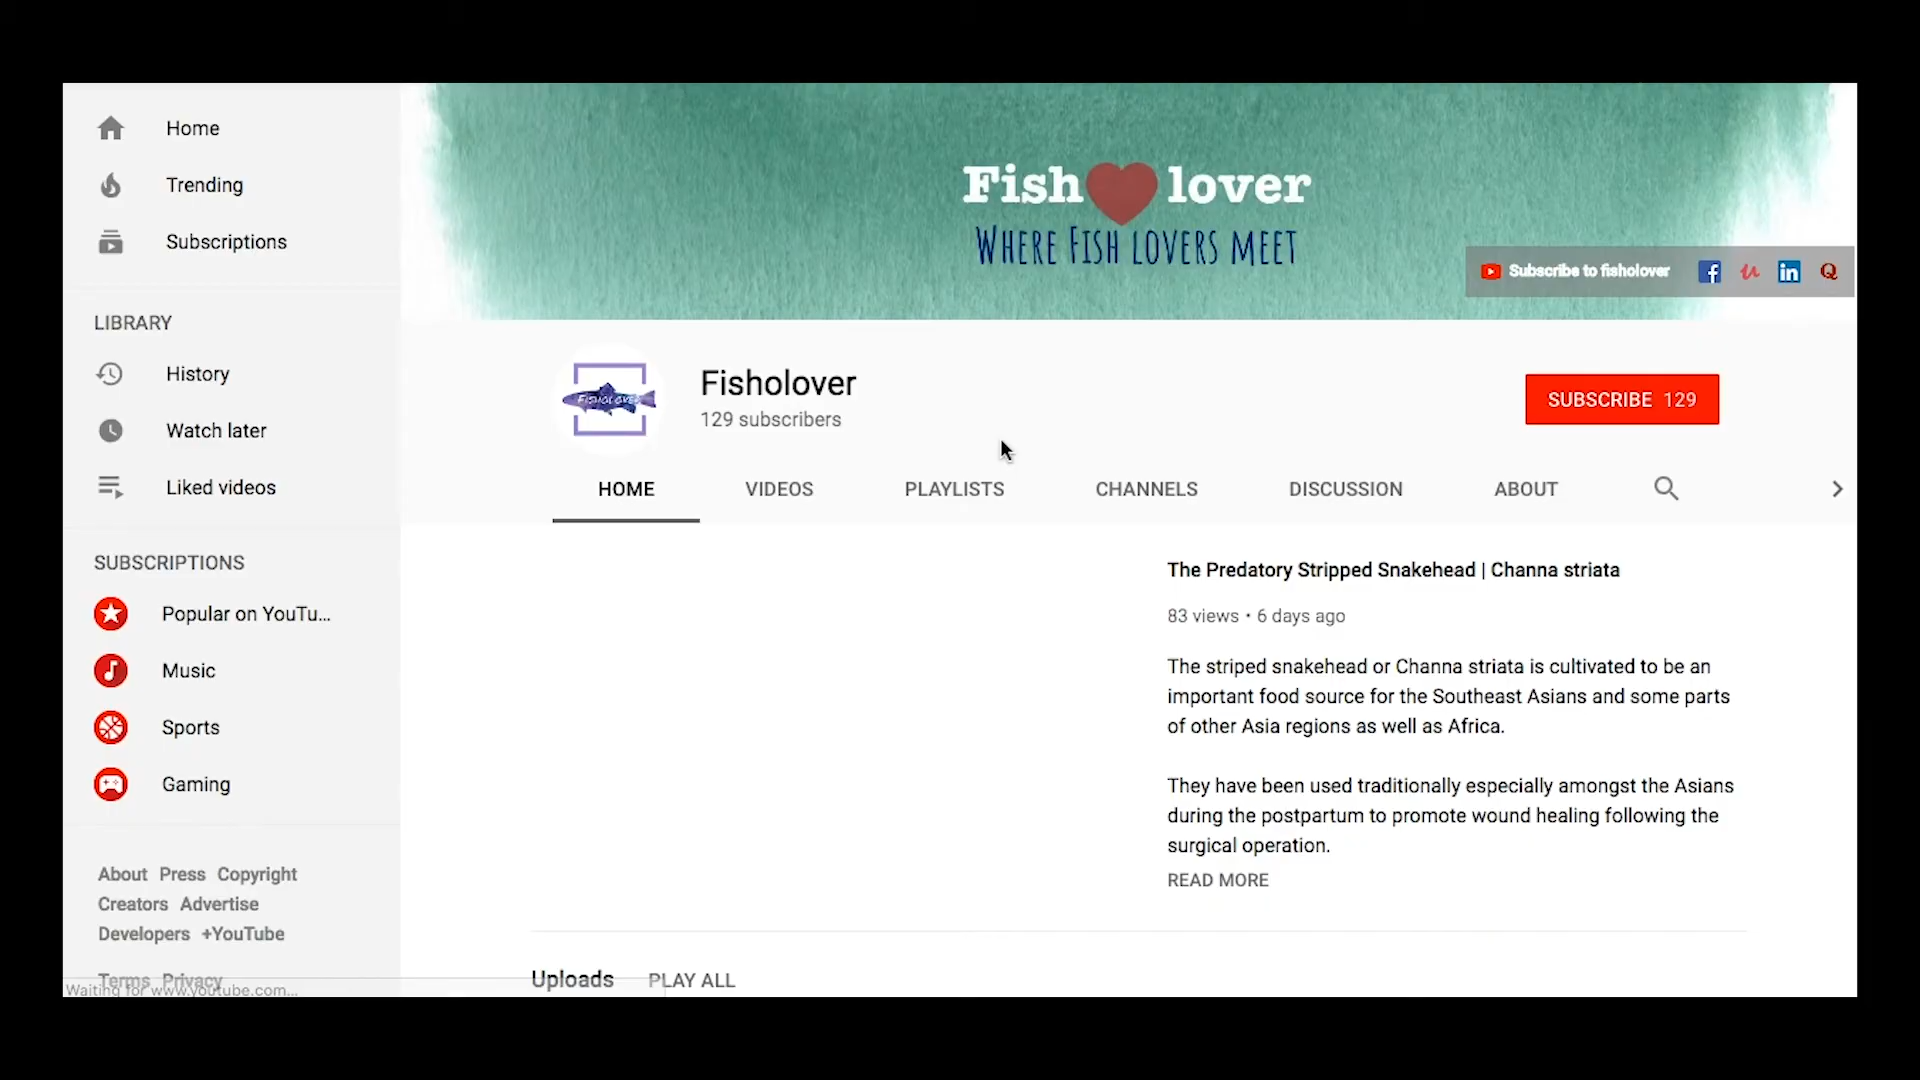 Home
Trending
Subscriptions
LIBRARY
History
Watch later
Liked videos
SUBSCRIPTIONS
Popular on YouTu...
Music
Sports
Gaming
About Press Copyright
Creators Advertise
Developers +YouTube
Terms Privacy
Waiting for www.youtube.com...
Fish lover
WHERE FISH LOVERS MEET
Subscribe to fisholover
FISHOLOVER
Fisholover
129 subscribers
SUBSCRIBE 129
HOME VIDEOS PLAYLISTS CHANNELS DISCUSSION ABOUT
The Predatory Stripped Snakehead | Channa striata
83 views • 6 days ago
The striped snakehead or Channa striata is cultivated to be an
important food source for the Southeast Asians and some parts
of other Asia regions as well as Africa.
They have been used traditionally especially amongst the Asians
during the postpartum to promote wound healing following the
surgical operation.
READ MORE
Uploads PLAY ALL